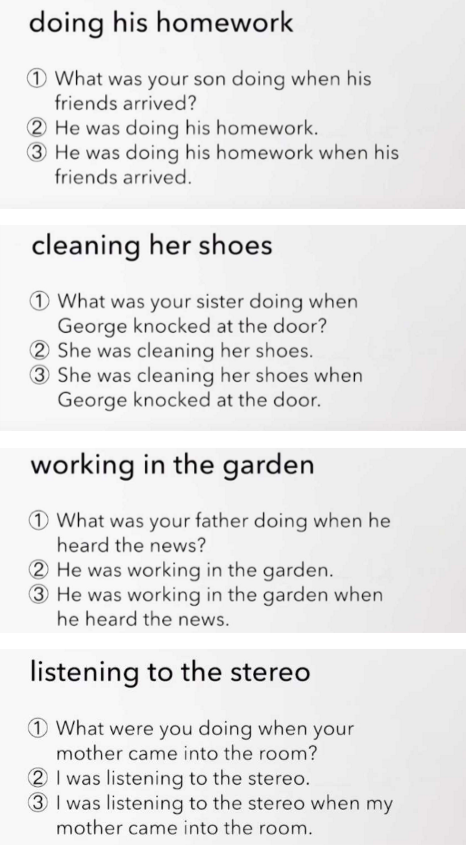 doing his homework
① What was your son doing when his
friends arrived?
② He was doing his homework.
③ He was doing his homework when his
friends arrived.
cleaning her shoes
① What was your sister doing when
George knocked at the door?
② She was cleaning her shoes.
③ She was cleaning her shoes when
George knocked at the door.
working in the garden
① What was your father doing when he
heard the news?
② He was working in the garden.
③ He was working in the garden when
he heard the news.
listening to the stereo
① What were you doing when your
mother came into the room?
② I was listening to the stereo.
③ I was listening to the stereo when my
mother came into the room.